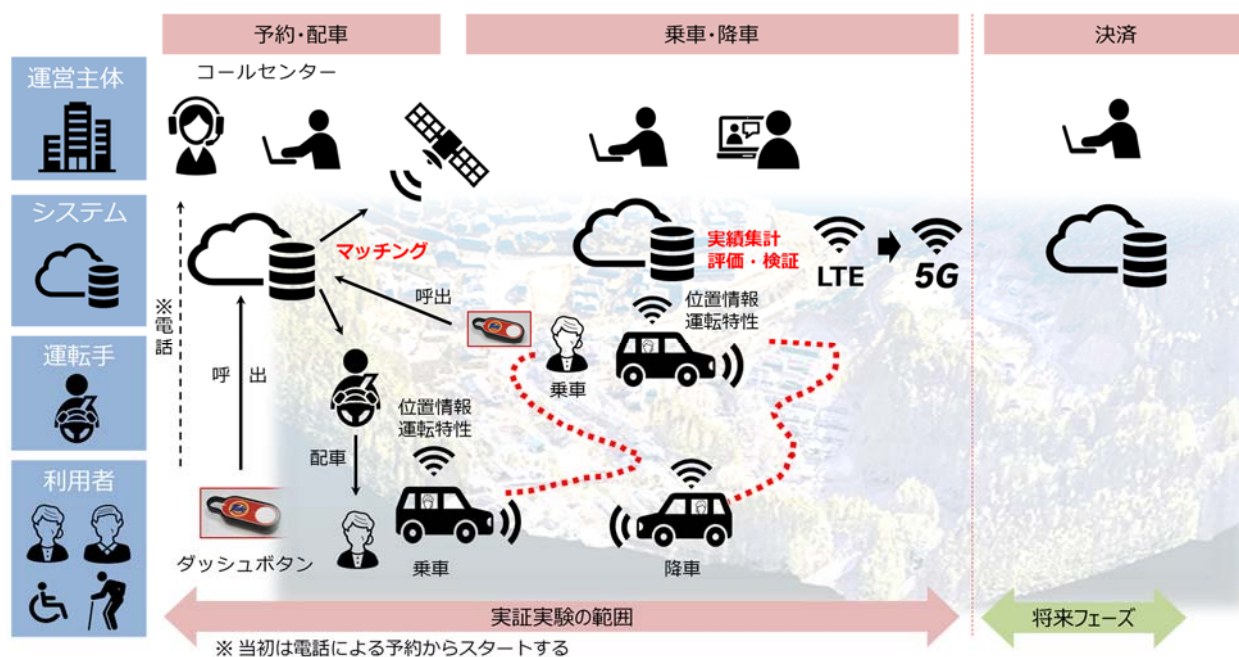 予約・配車
乗車・降車
決済
運営主体
コールセンター
システム
マッチング
実績集計
評価・検証
LTE
5G
呼出
位置情報
運転特性
※電話
運転手
呼出
乗車
位置情報
運転特性
配車
利用者
ダッシュボタン
乗車
降車
実証実験の範囲
将来フェーズ
※ 当初は電話による予約からスタートする